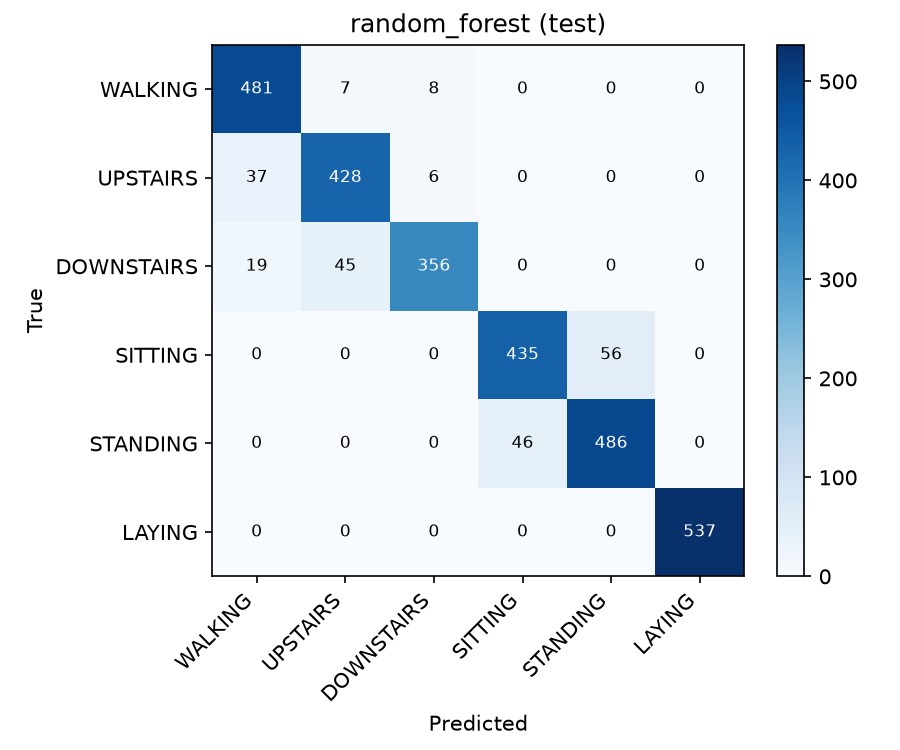 random_forest (test)
WALKING 481 7 8 0 0 0
UPSTAIRS 37 428 6 0 0 0
DOWNSTAIRS 19 45 356 0 0 0
SITTING 0 0 0 435 56 0
STANDING 0 0 0 46 486 0
LAYING 0 0 0 0 0 537
True
WALKING
UPSTAIRS
DOWNSTAIRS
SITTING
STANDING
LAYING
Predicted
500
400
300
200
100
0